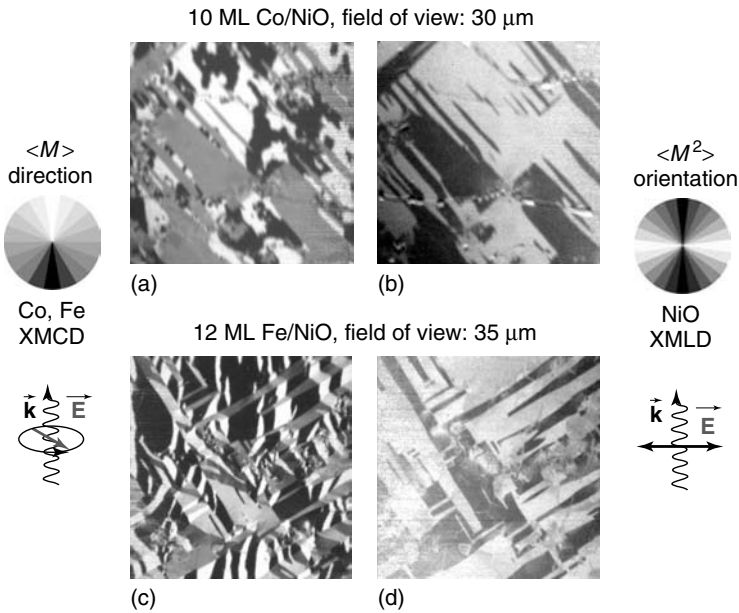 10 ML Co/NiO, field of view: 30 μm
<M>
direction
Co, Fe
XMCD
k
E
(a)
(b)
<M²>
orientation
NiO
XMLD
k
E
12 ML Fe/NiO, field of view: 35 μm
(c)
(d)